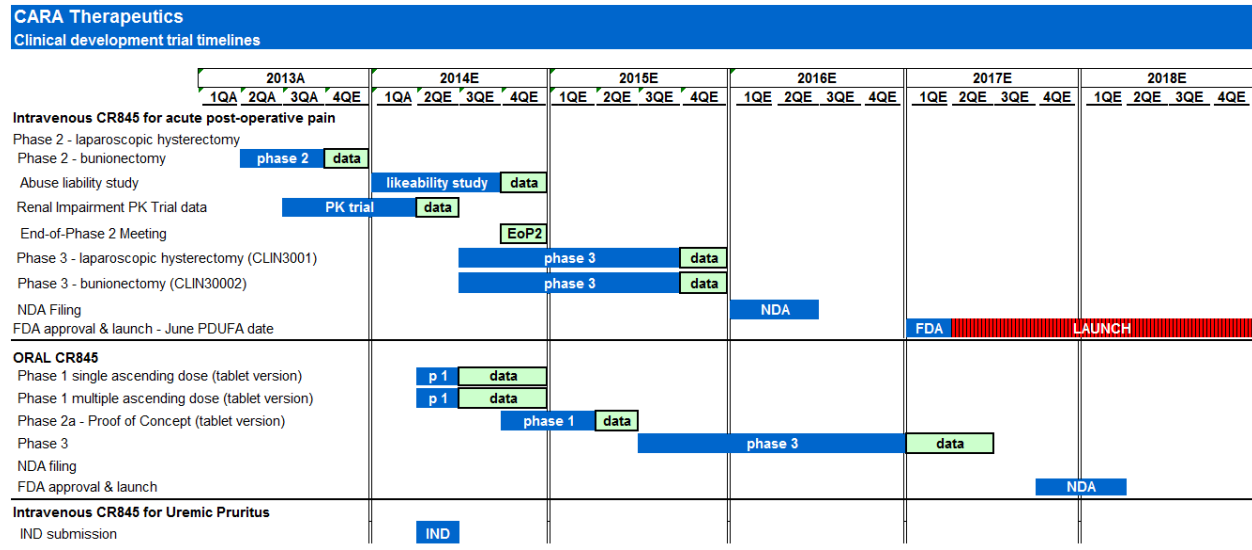 CARA Therapeutics
Clinical development trial timelines
2013A 2014E 2015E 2016E 2017E 2018E
1QA 2QA 3QA 4QE 1QA 2QE 3QE 4QE 1QE 2QE 3QE 4QE 1QE 2QE 3QE 4QE 1QE 2QE 3QE 4QE 1QE 2QE 3QE 4QE
Intravenous CR845 for acute post-operative pain
Phase 2 - laparoscopic hysterectomy
Phase 2 - bunionectomy phase 2 data
Abuse liability study likeability study data
Renal Impairment PK Trial data PK trial data
End-of-Phase 2 Meeting EoP2
Phase 3 - laparoscopic hysterectomy (CLIN3001) phase 3 data
Phase 3 - bunionectomy (CLIN30002) phase 3 data
NDA Filing NDA
FDA approval & launch - June PDUFA date FDA LAUNCH
ORAL CR845
Phase 1 single ascending dose (tablet version) p 1 data
Phase 1 multiple ascending dose (tablet version) p 1 data
Phase 2a - Proof of Concept (tablet version) phase 1 data
Phase 3 phase 3 data
NDA filing
FDA approval & launch NDA
Intravenous CR845 for Uremic Pruritus
IND submission IND